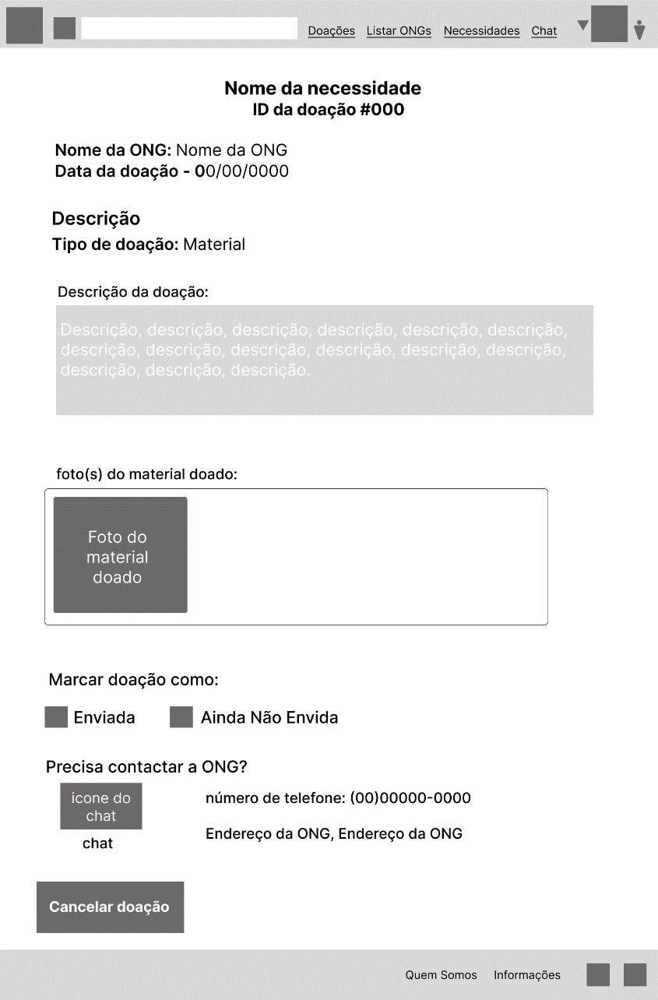 Doações Listar ONGs Necessidades Chat
Nome da necessidade
ID da doação #000
Nome da ONG: Nome da ONG
Data da doação - 00/00/0000
Descrição
Tipo de doação: Material
Descrição da doação:
Descrição, descrição, descrição, descrição, descrição, descrição,
descrição, descrição, descrição, descrição, descrição, descrição,
descrição, descrição, descrição.
foto(s) do material doado:
Foto do
material
doado
Marcar doação como:
Enviada Ainda Não Envida
Precisa contactar a ONG?
icone do
chat
chat
número de telefone: (00)00000-0000
Endereço da ONG, Endereço da ONG
Cancelar doação
Quem Somos Informações